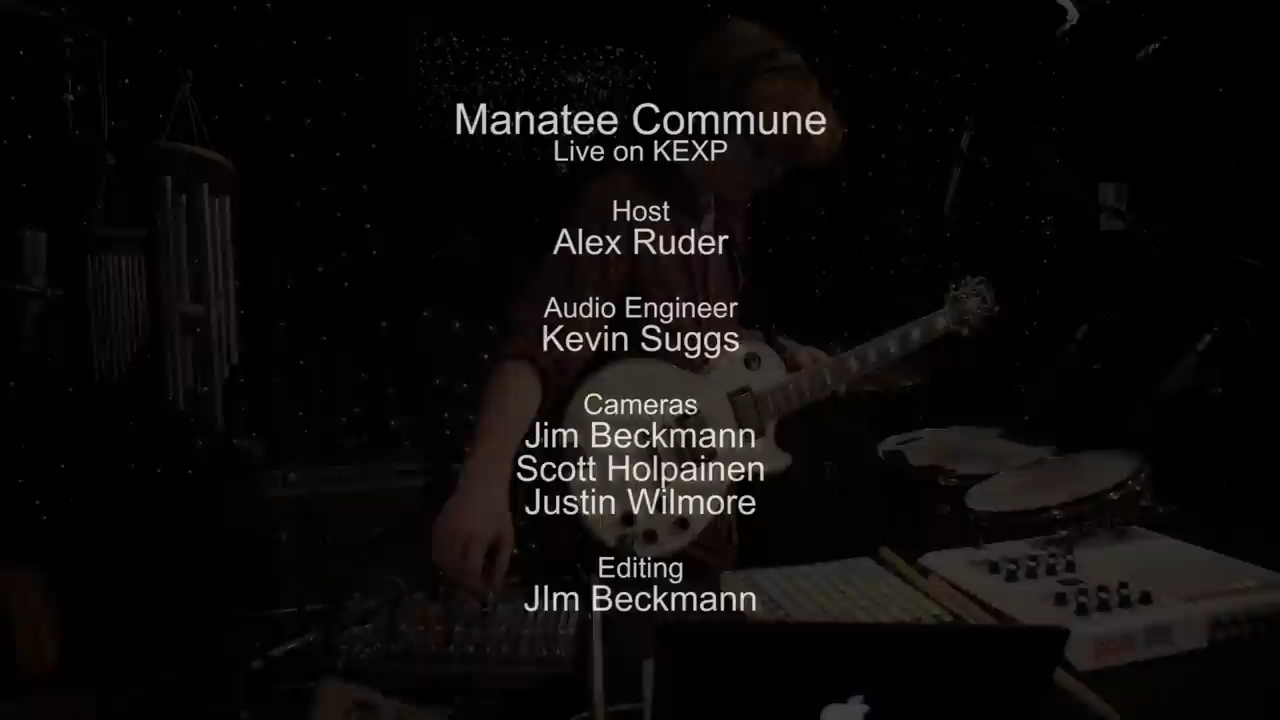 Manatee Commune
Live on KEXP
Host
Alex Ruder
Audio Engineer
Kevin Suggs
Cameras
Jim Beckmann
Scott Holpainen
Justin Wilmore
Editing
JIm Beckmann